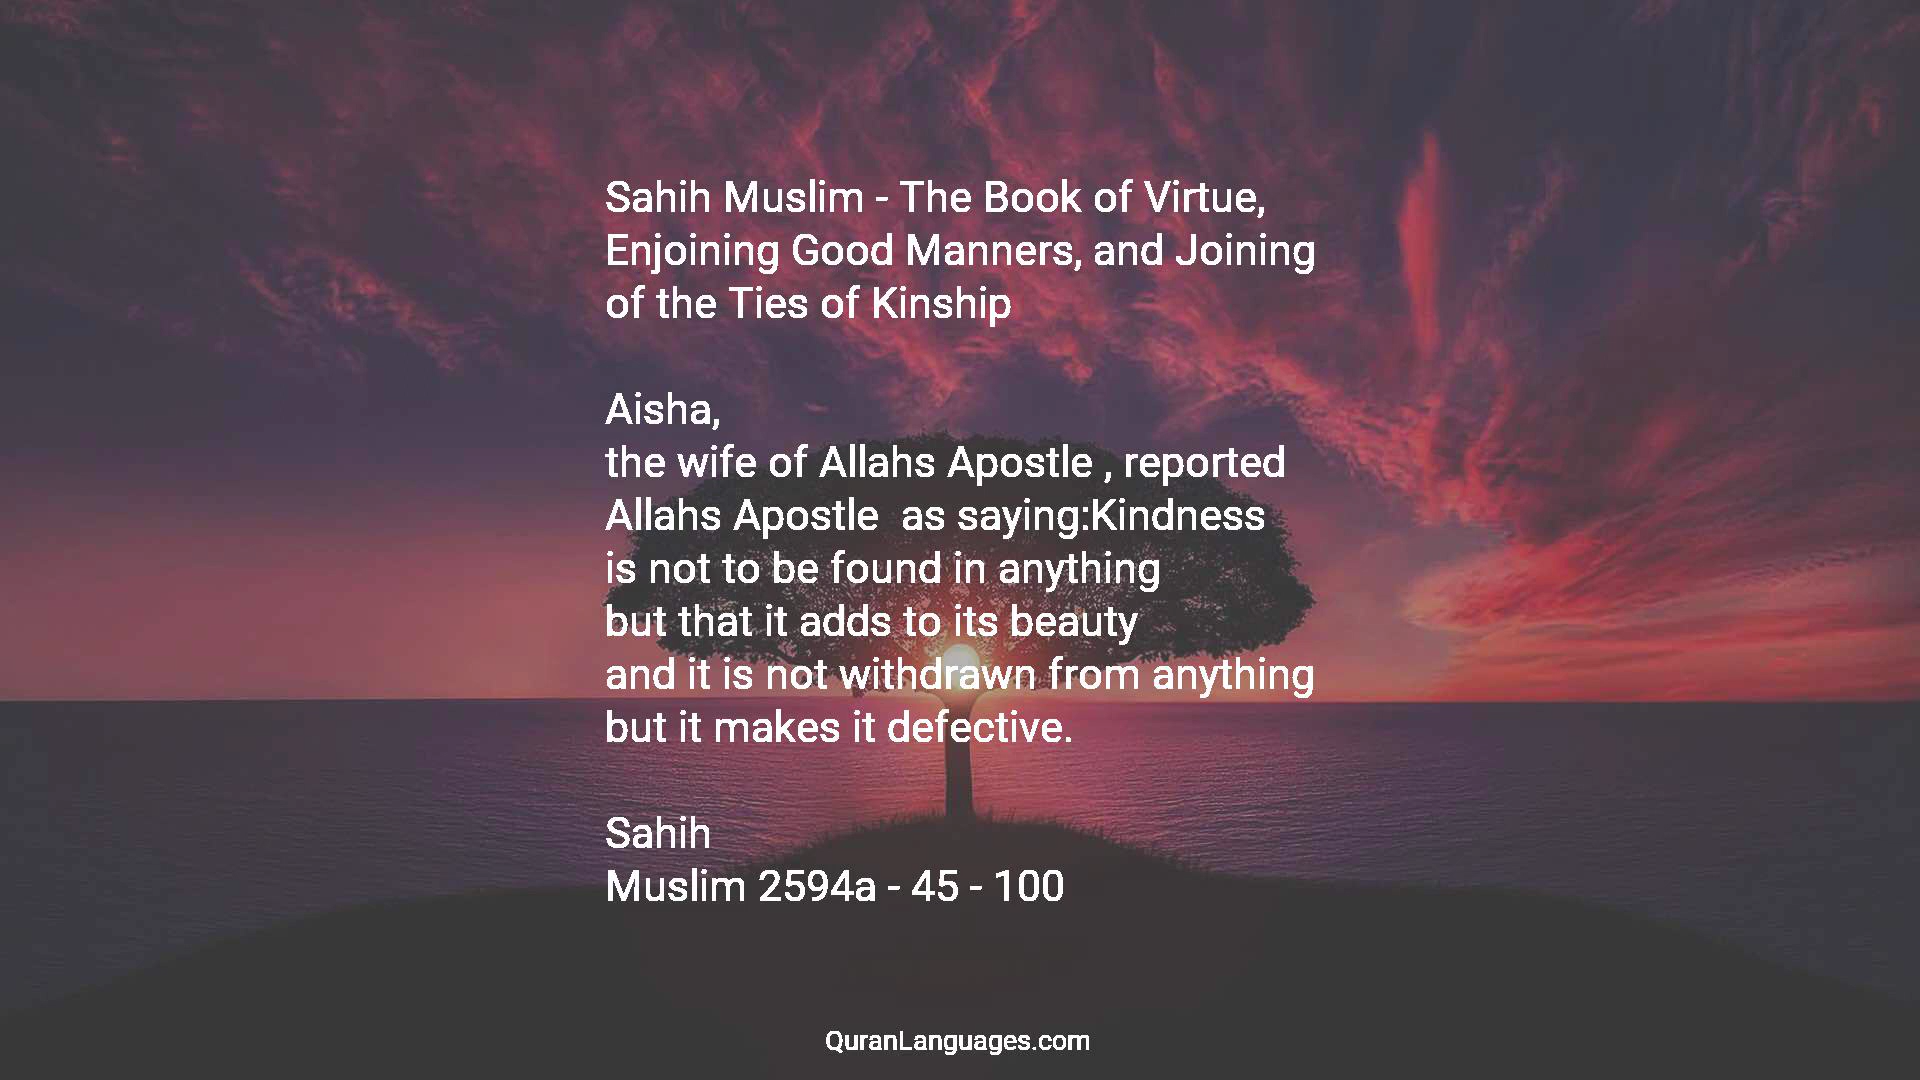 Sahih Muslim - The Book of Virtue,
Enjoining Good Manners, and Joining
of the Ties of Kinship
Aisha,
the wife of Allahs Apostle , reported
Allahs Apostle  as saying:Kindness
is not to be found in anything
but that it adds to its beauty
and it is not withdrawn from anything
but it makes it defective.
Sahih
Muslim 2594a - 45 - 100
QuranLanguages.com